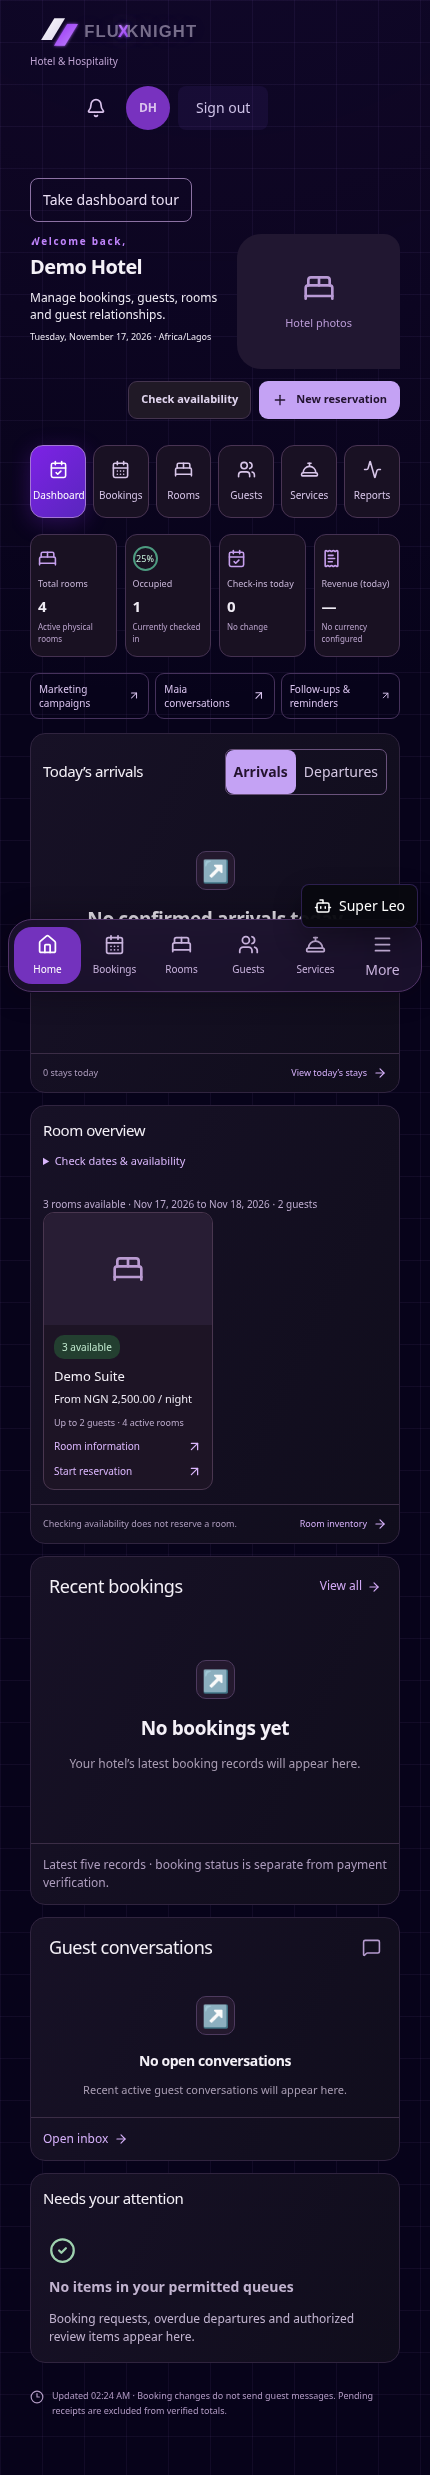 FLUXKNIGHT
Hotel & Hospitality
DH
Sign out
Take dashboard tour
Welcome back,
Demo Hotel
Manage bookings, guests, rooms
and guest relationships.
Tuesday, November 17, 2026 · Africa/Lagos
Hotel photos
Check availability
New reservation
Dashboard
Bookings
Rooms
Guests
Services
Reports
25%
Total rooms
4
Active physical
rooms
Occupied
1
Currently checked
in
Check-ins today
0
No change
Revenue (today)
—
No currency
configured
Marketing
campaigns
Maia
conversations
Follow-ups &
reminders
Today's arrivals
Arrivals
Departures
No confirmed arrivals
Super Leo
Home
Bookings
Rooms
Guests
Services
More
0 stays today
View today's stays
Room overview
Check dates & availability
3 rooms available · Nov 17, 2026 to Nov 18, 2026 · 2 guests
3 available
Demo Suite
From NGN 2,500.00 / night
Up to 2 guests · 4 active rooms
Room information
Start reservation
Checking availability does not reserve a room.
Room inventory
Recent bookings
View all
No bookings yet
Your hotel's latest booking records will appear here.
Latest five records · booking status is separate from payment
verification.
Guest conversations
No open conversations
Recent active guest conversations will appear here.
Open inbox
Needs your attention
No items in your permitted queues
Booking requests, overdue departures and authorized
review items appear here.
Updated 02:24 AM · Booking changes do not send guest messages. Pending
receipts are excluded from verified totals.